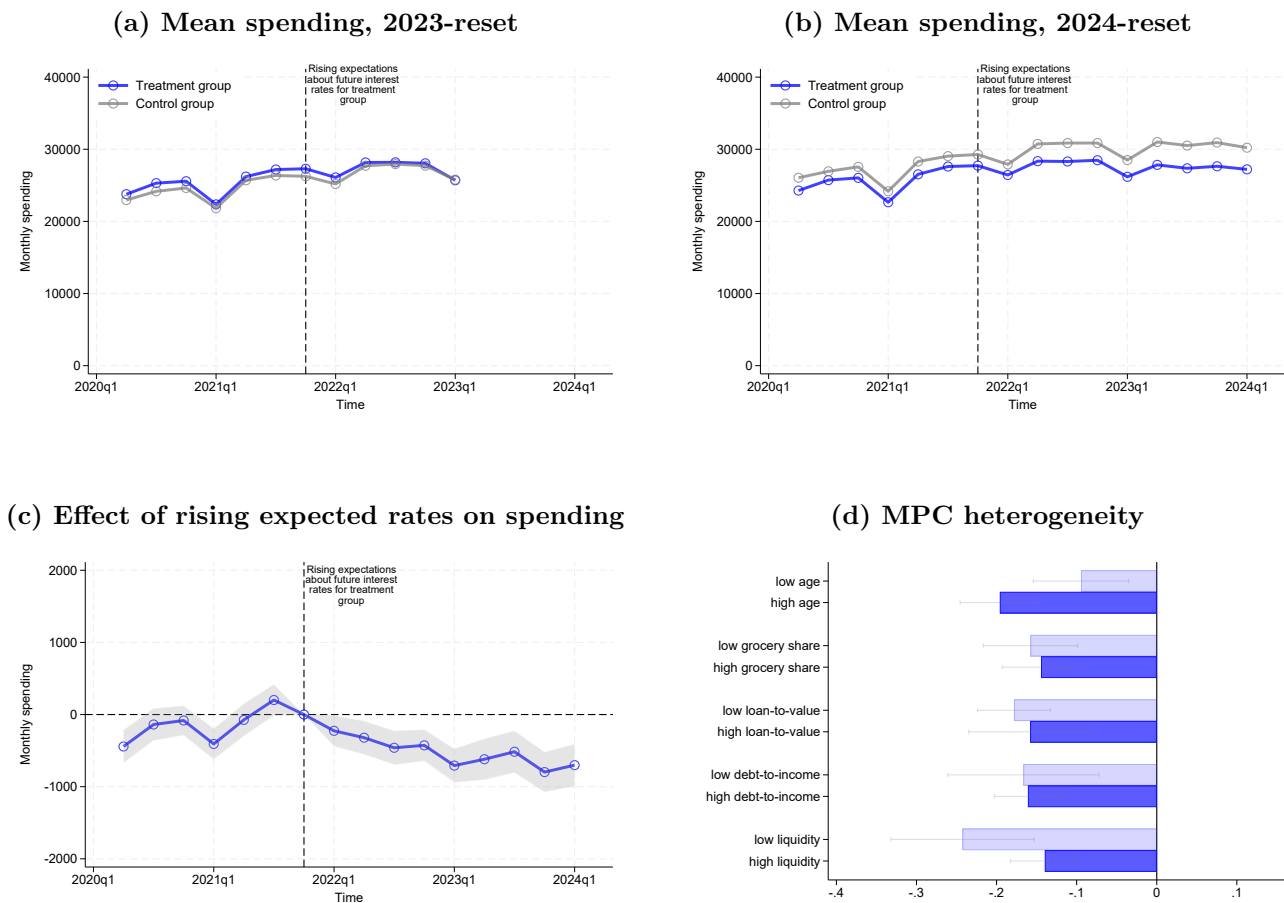 (a) Mean spending, 2023-reset
40000
30000
20000
10000
0
Monthly spending
Treatment group
Control group
Rising expectations
about future interest
rates for treatment
group
2020q1
2021q1
2022q1
2023q1
2024q1
Time
(b) Mean spending, 2024-reset
40000
30000
20000
10000
0
Monthly spending
Treatment group
Control group
Rising expectations
about future interest
rates for treatment
group
2020q1
2021q1
2022q1
2023q1
2024q1
Time
(c) Effect of rising expected rates on spending
2000
1000
0
-1000
-2000
Monthly spending
Rising expectations
about future interest
rates for treatment
group
2020q1
2021q1
2022q1
2023q1
2024q1
Time
(d) MPC heterogeneity
low age
high age
low grocery share
high grocery share
low loan-to-value
high loan-to-value
low debt-to-income
high debt-to-income
low liquidity
high liquidity
-.4
-.3
-.2
-.1
0
.1